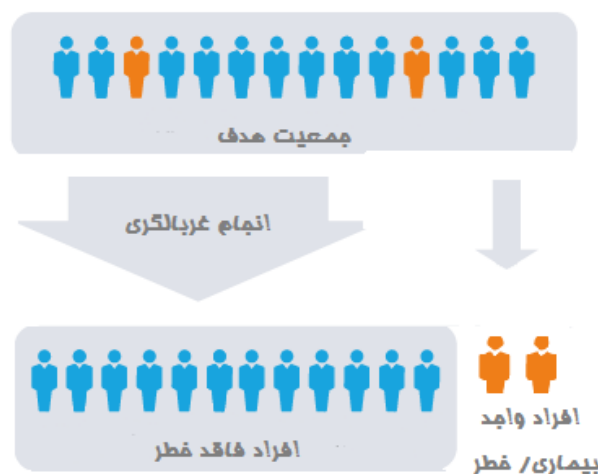 جمعیت هدف
انجام غربالگری
افراد فاقد خطر
افراد واجد
بیماری/ خطر